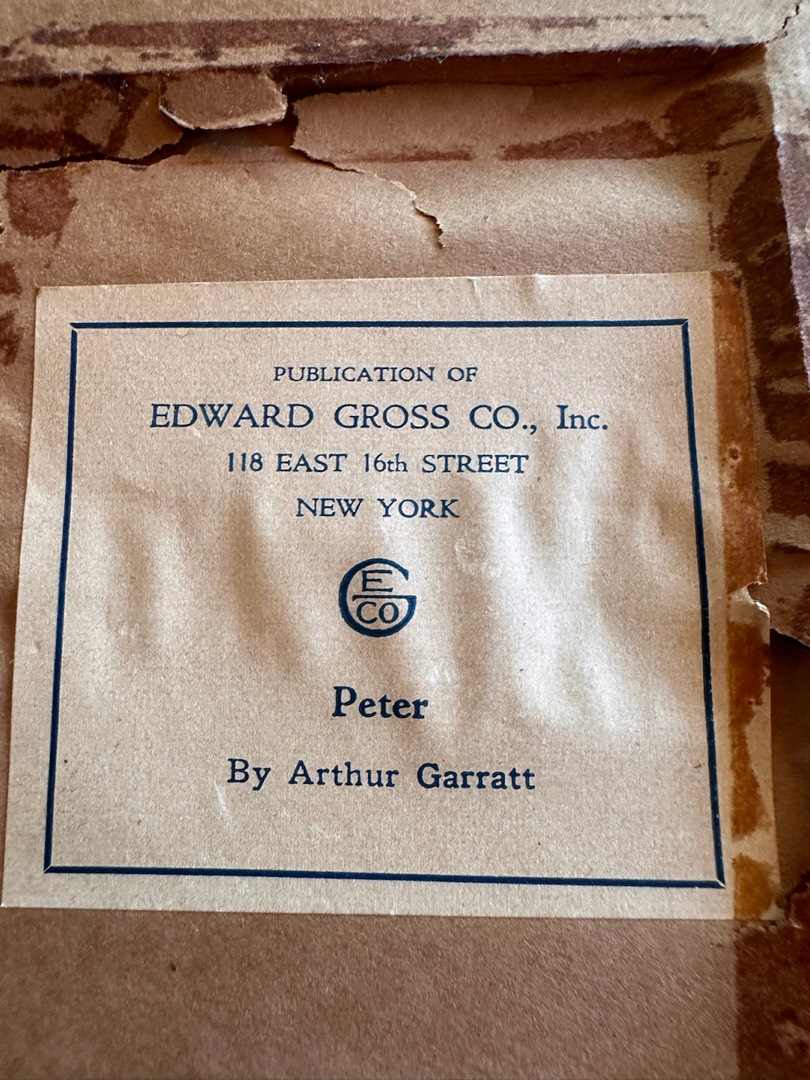 PUBLICATION OF
EDWARD GROSS CO., Inc.
118 EAST 16th STREET
NEW YORK
E
G
CO
Peter
By Arthur Garratt